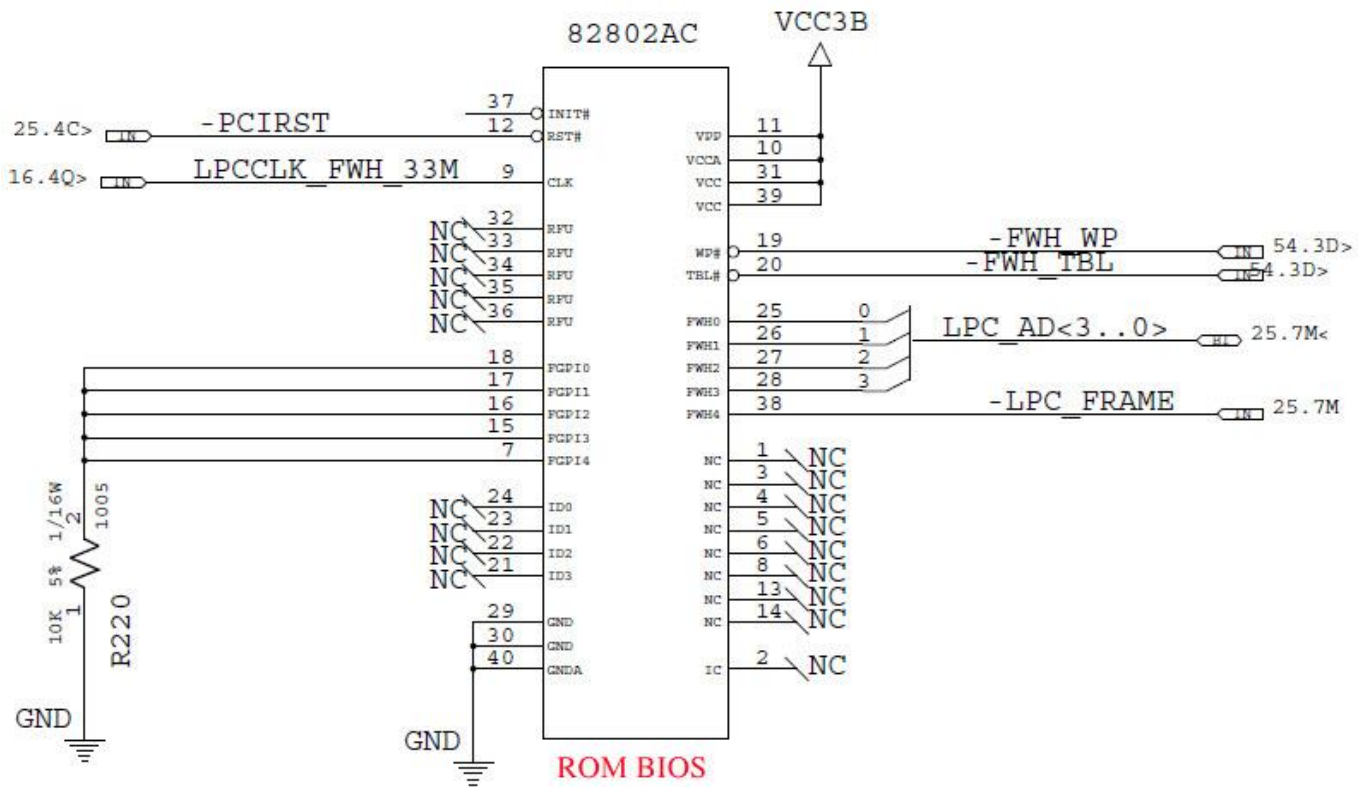 82802AC
VCC3B
25.4C> IN -PCIRST
37 INIT#
12 RST#
16.4Q> IN LPCCLK_FWH_33M 9 CLK
NC 32 RFU
NC 33 RFU
NC 34 RFU
NC 35 RFU
NC 36 RFU
18 FGPI0
17 FGPI1
16 FGPI2
15 FGPI3
7 FGPI4
NC 24 ID0
NC 23 ID1
NC 22 ID2
NC 21 ID3
29 GND
30 GND
40 GNDA
1/16W
2
1005
5%
10K
1
R220
GND
GND
VPP 11
VCCA 10
VCC 31
VCC 39
WP# 19 -FWH_WP IN 54.3D>
TBL# 20 -FWH_TBL IN 54.3D>
FWH0 25 0
FWH1 26 1
FWH2 27 2
FWH3 28 3
LPC_AD<3..0> BI 25.7M<
FWH4 38 -LPC_FRAME IN 25.7M
NC 1 NC
NC 3 NC
NC 4 NC
NC 5 NC
NC 6 NC
NC 8 NC
NC 13 NC
NC 14 NC
IC 2 NC
ROM BIOS